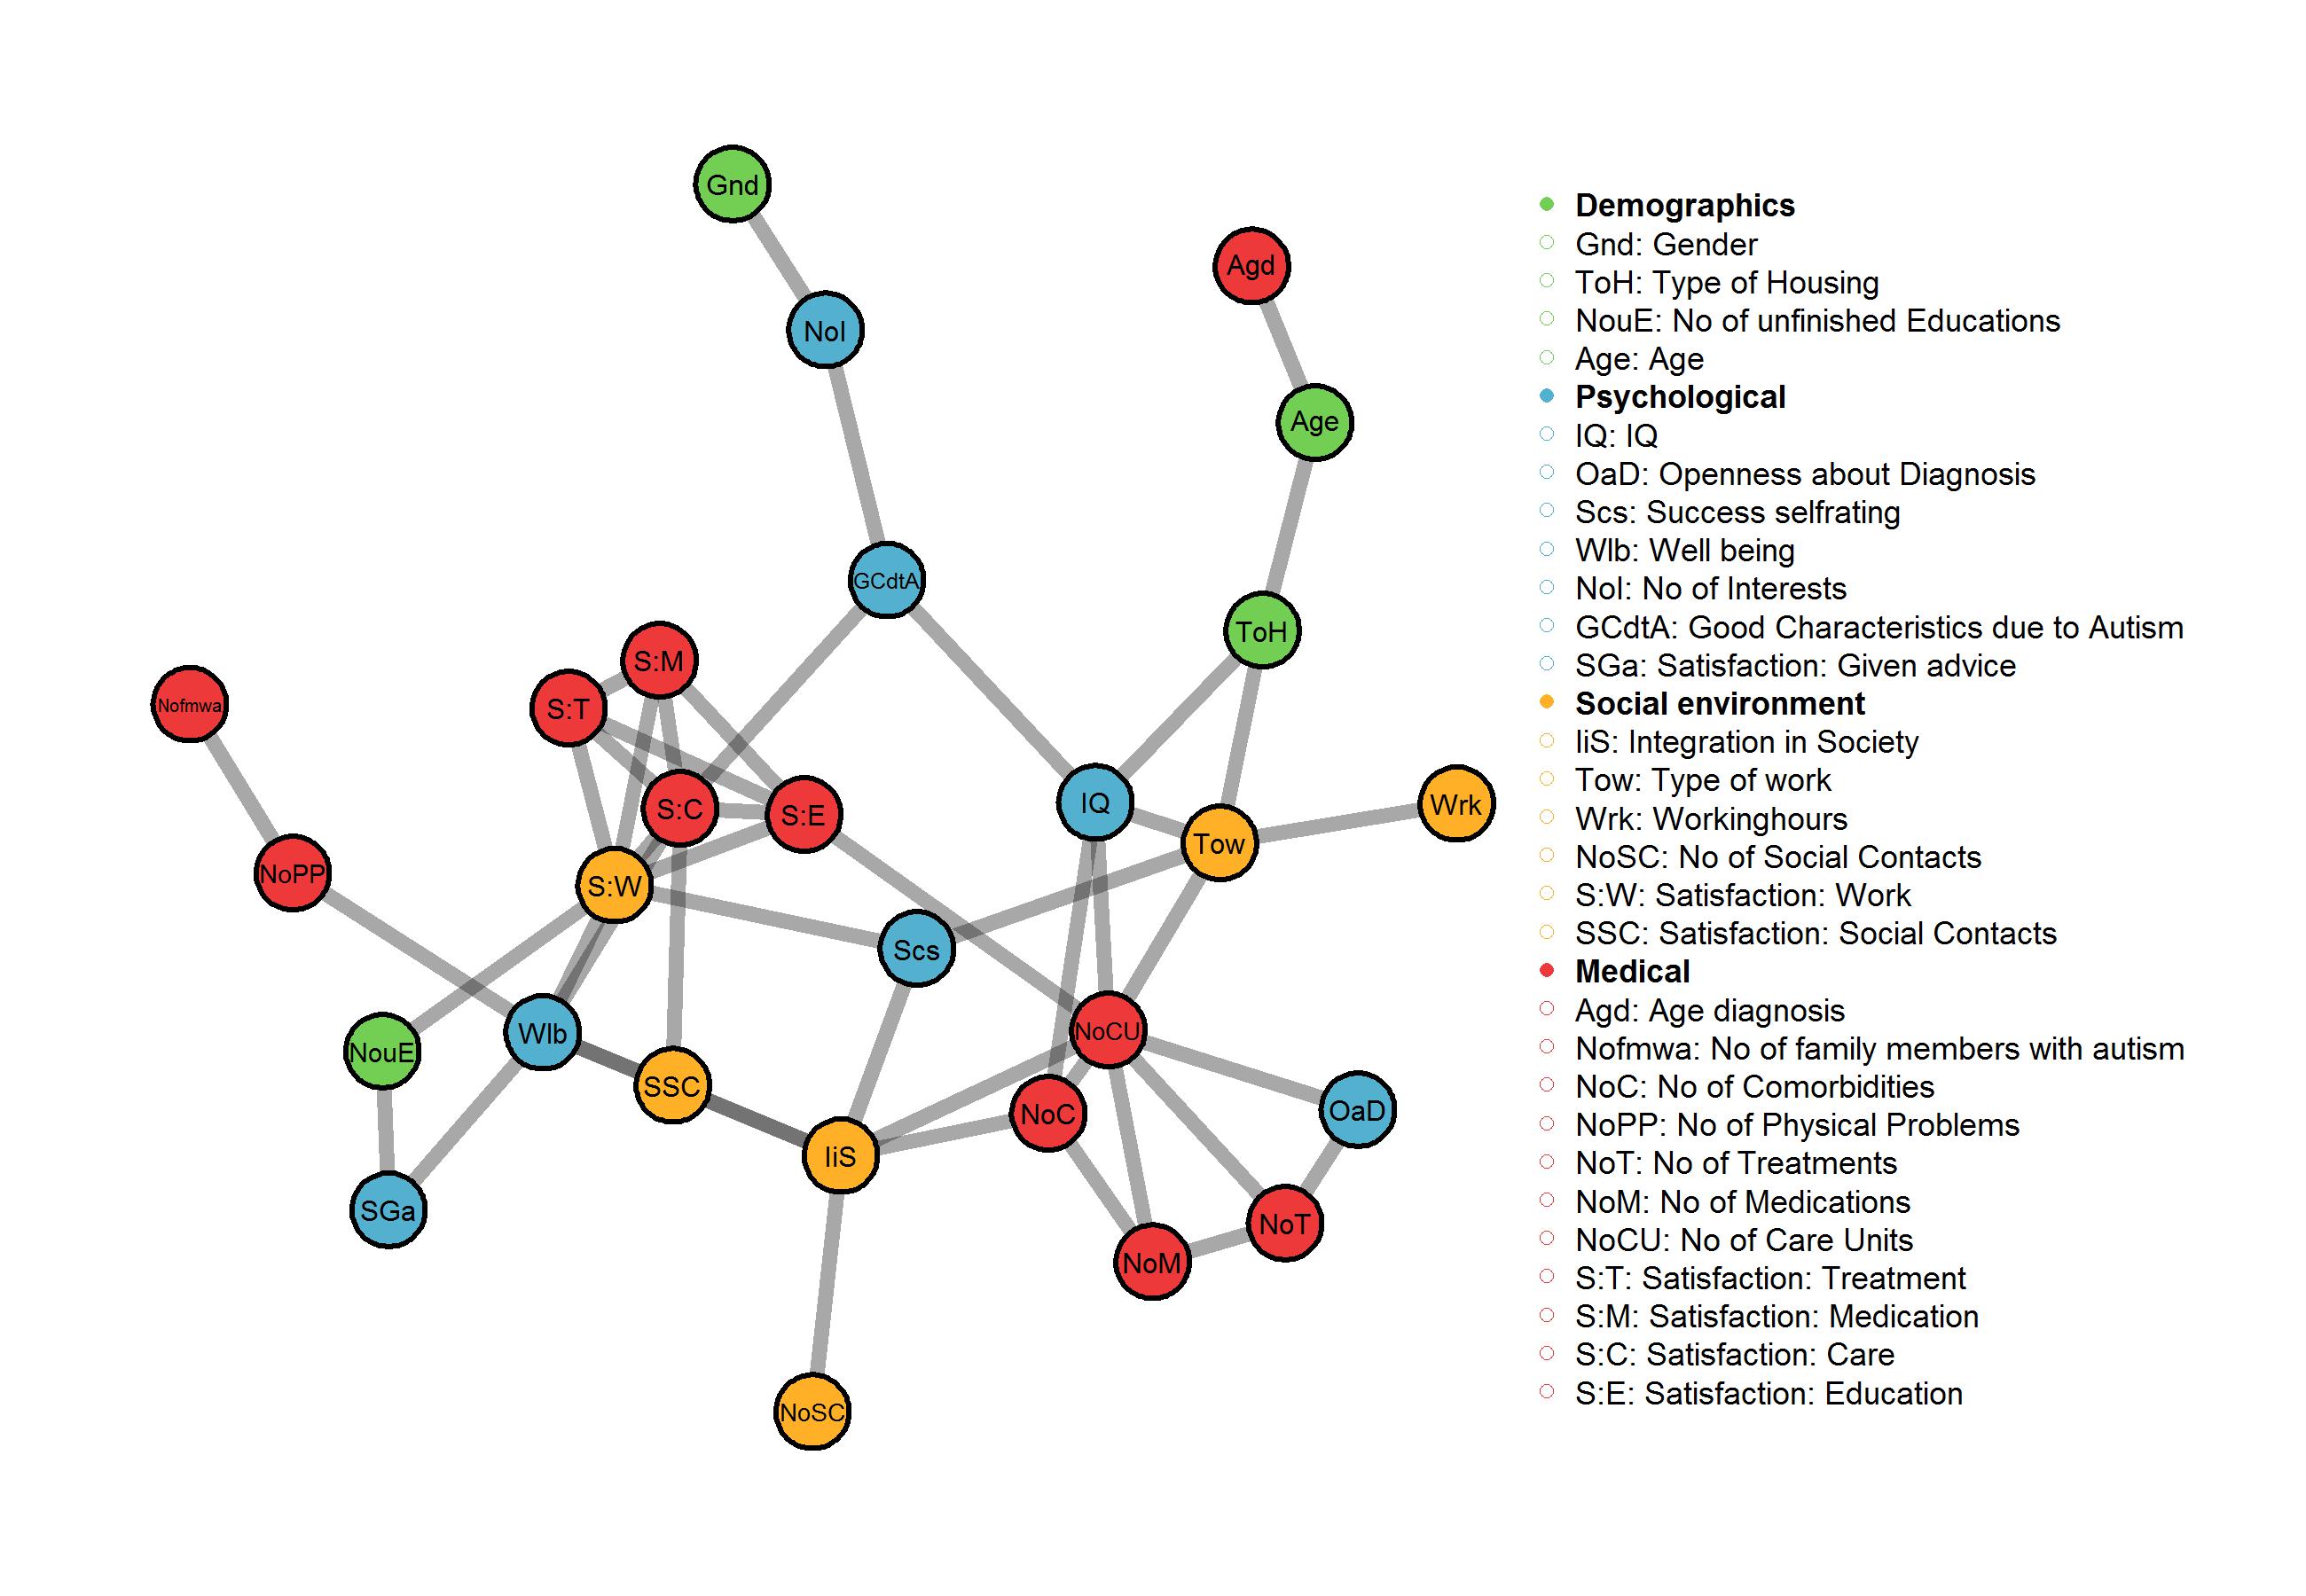 Gnd
Agd
NoI
Age
GCdtA
ToH
S:M
Nofmwa
S:T
IQ
Wrk
S:C
S:E
Tow
NoPP
S:W
Scs
NoCU
Wlb
NouE
SSC
OaD
NoC
IiS
SGa
NoT
NoM
NoSC
Demographics
Gnd: Gender
ToH: Type of Housing
NouE: No of unfinished Educations
Age: Age
Psychological
IQ: IQ
OaD: Openness about Diagnosis
Scs: Success selfrating
Wlb: Well being
NoI: No of Interests
GCdtA: Good Characteristics due to Autism
SGa: Satisfaction: Given advice
Social environment
IiS: Integration in Society
Tow: Type of work
Wrk: Workinghours
NoSC: No of Social Contacts
S:W: Satisfaction: Work
SSC: Satisfaction: Social Contacts
Medical
Agd: Age diagnosis
Nofmwa: No of family members with autism
NoC: No of Comorbidities
NoPP: No of Physical Problems
NoT: No of Treatments
NoM: No of Medications
NoCU: No of Care Units
S:T: Satisfaction: Treatment
S:M: Satisfaction: Medication
S:C: Satisfaction: Care
S:E: Satisfaction: Education